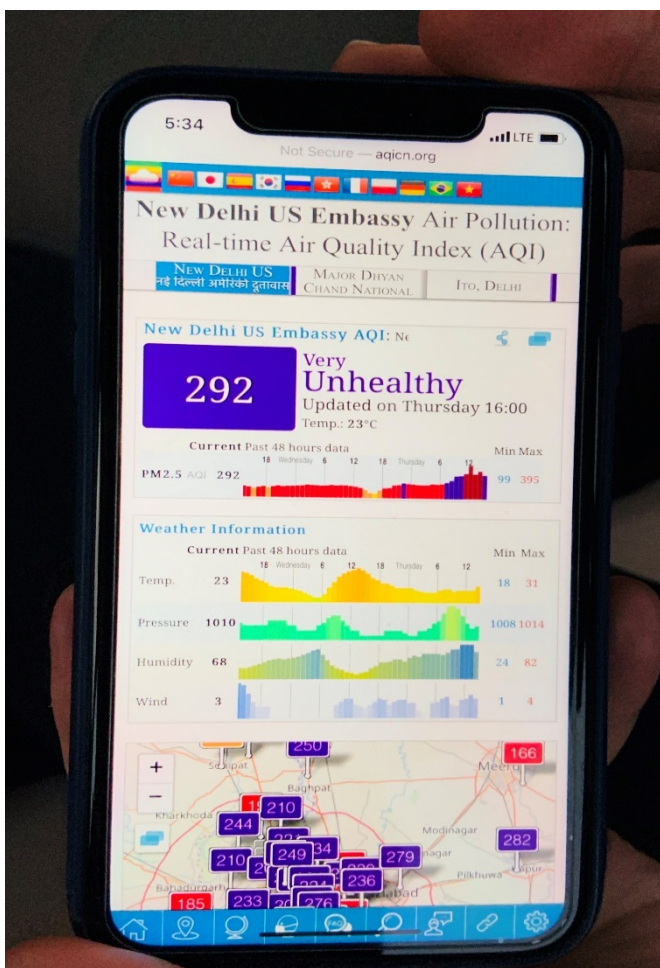 5:34
LTE
Not Secure — aqicn.org
New Delhi US Embassy Air Pollution:
Real-time Air Quality Index (AQI)
New Delhi US
नई दिल्ली अमेरिकी दूतावास
Major Dhyan
Chand National
Ito, Delhi
New Delhi US Embassy AQI:
292
Very
Unhealthy
Updated on Thursday 16:00
Temp.: 23°C
Current Past 48 hours data
Min Max
18 Wednesday 6 12 18 Thursday 6 12
PM2.5 AQI 292
99 395
Weather Information
Current Past 48 hours data
Min Max
18 Wednesday 6 12 18 Thursday 6 12
Temp. 23 18 31
Pressure 1010 1008 1014
Humidity 68 24 82
Wind 3 1 4
+
−
250
166
Baghpat
Kharkhoda
210
244
Modinagar
282
210
249
34
279
Pilkhuwa
236
Bahadurgarh
185
233
276
FAQ